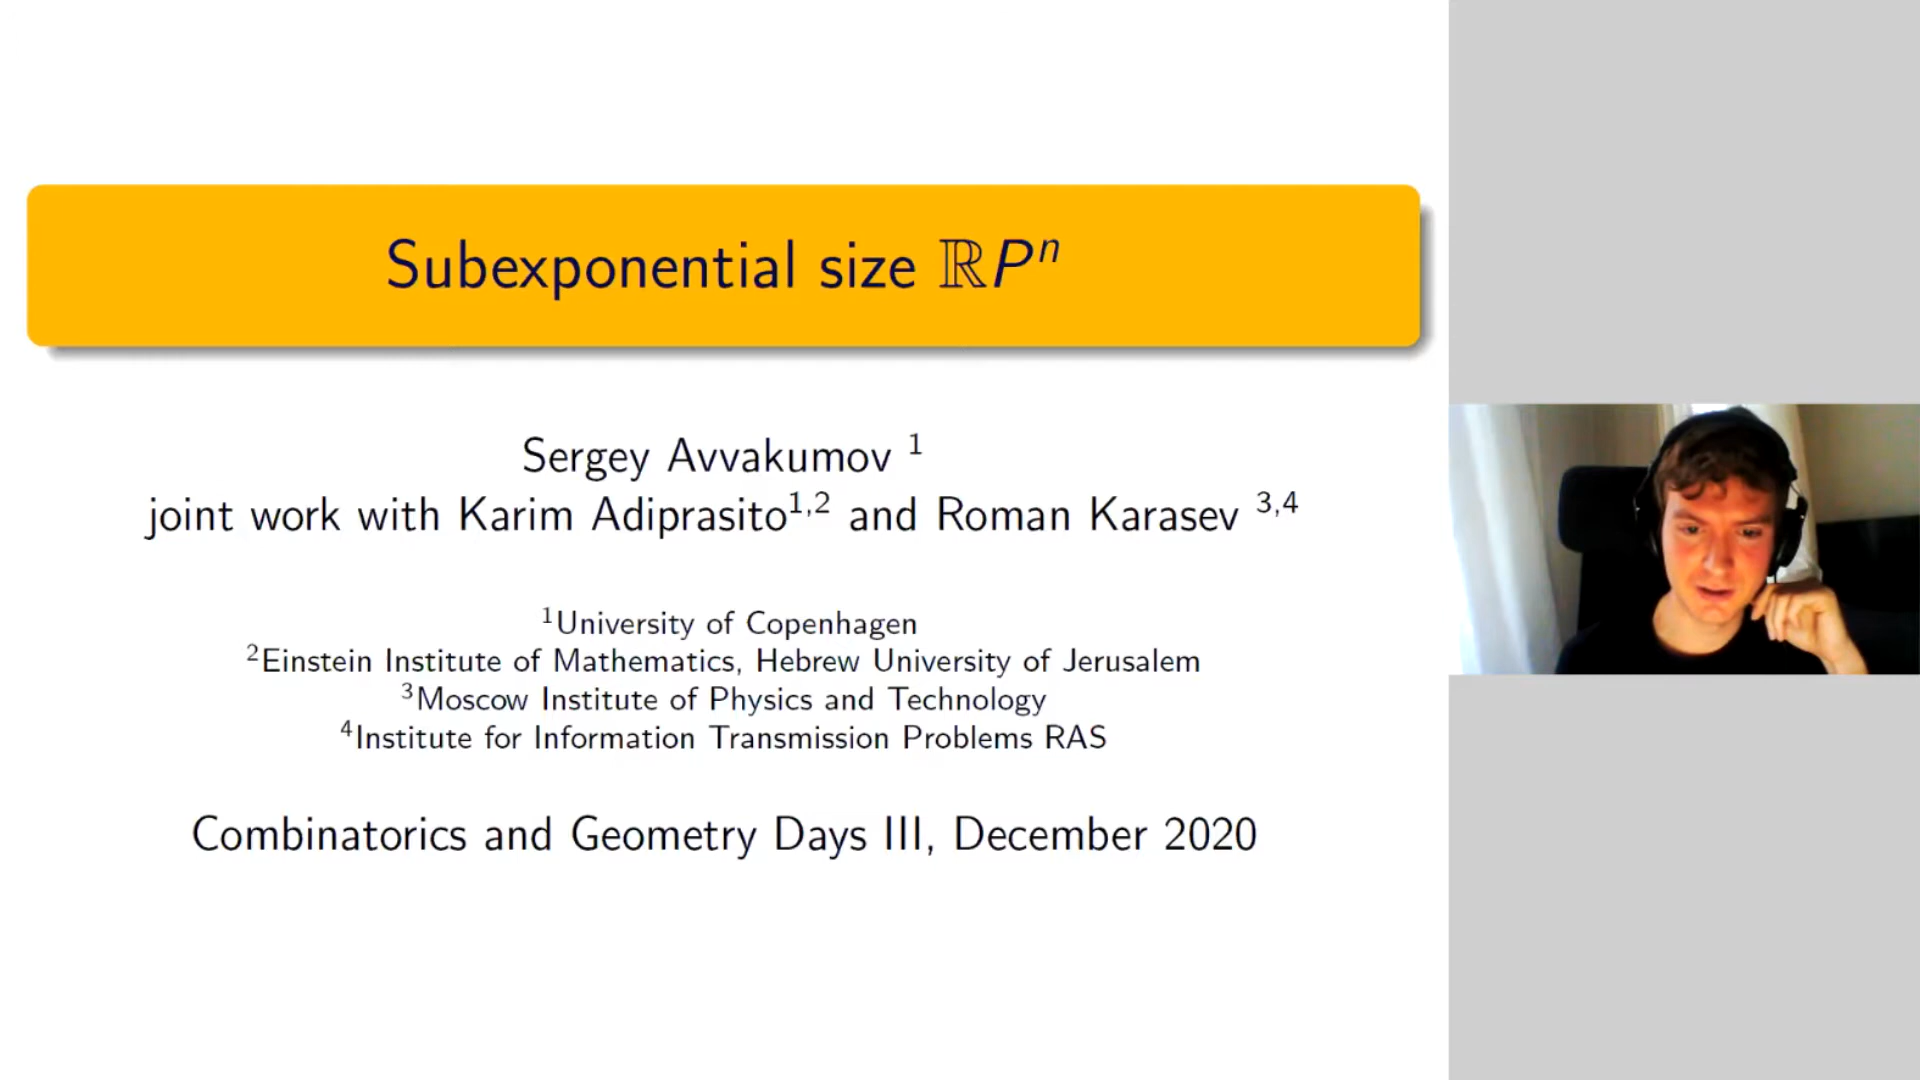 Subexponential size ℝPⁿ
Sergey Avvakumov ¹
joint work with Karim Adiprasito¹,² and Roman Karasev ³,⁴
¹University of Copenhagen
²Einstein Institute of Mathematics, Hebrew University of Jerusalem
³Moscow Institute of Physics and Technology
⁴Institute for Information Transmission Problems RAS
Combinatorics and Geometry Days III, December 2020